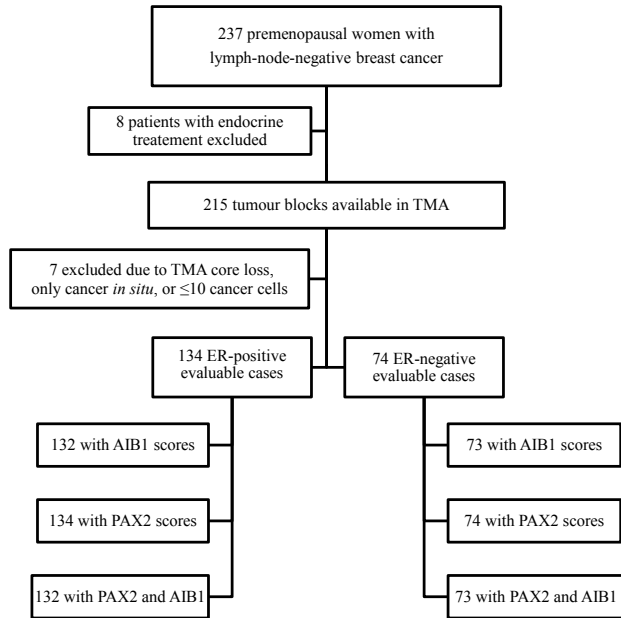 237 premenopausal women with
lymph-node-negative breast cancer
8 patients with endocrine
treatement excluded
215 tumour blocks available in TMA
7 excluded due to TMA core loss,
only cancer in situ, or ≤10 cancer cells
134 ER-positive
evaluable cases
74 ER-negative
evaluable cases
132 with AIB1 scores
73 with AIB1 scores
134 with PAX2 scores
74 with PAX2 scores
132 with PAX2 and AIB1
73 with PAX2 and AIB1